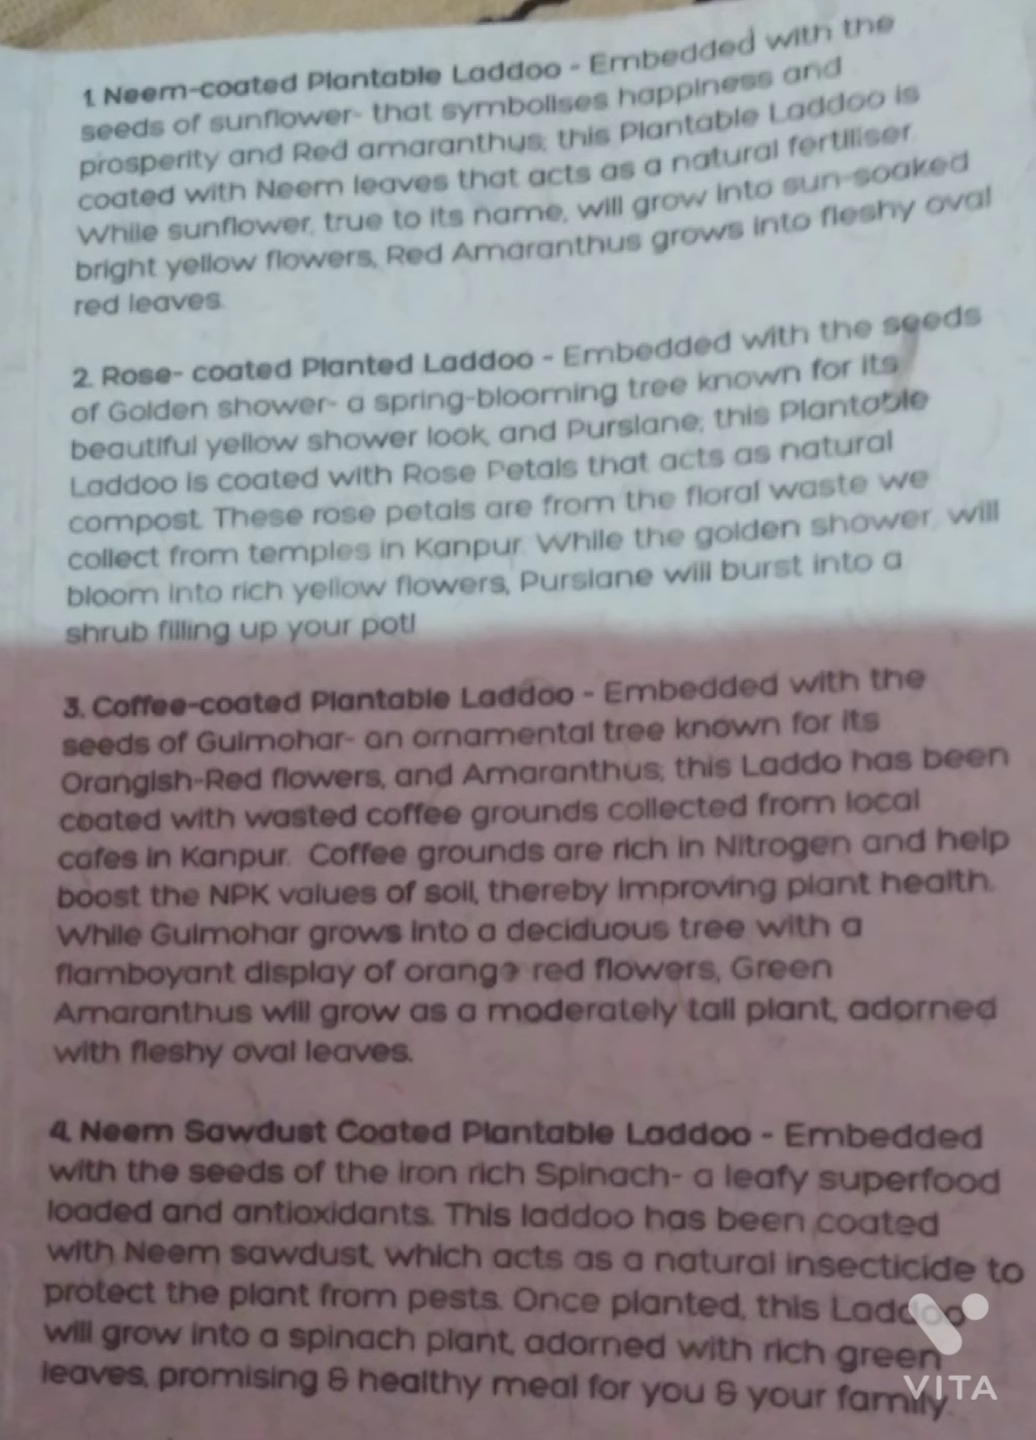 1. Neem-coated Plantable Laddoo - Embedded with the
seeds of sunflower- that symbolises happiness and
prosperity and Red amaranthus; this Plantable Laddoo is
coated with Neem leaves that acts as a natural fertiliser.
While sunflower, true to its name, will grow into sun-soaked
bright yellow flowers, Red Amaranthus grows into fleshy oval
red leaves.
2. Rose- coated Planted Laddoo - Embedded with the seeds
of Golden shower- a spring-blooming tree known for its
beautiful yellow shower look, and Purslane; this Plantable
Laddoo is coated with Rose Petals that acts as natural
compost. These rose petals are from the floral waste we
collect from temples in Kanpur. While the golden shower, will
bloom into rich yellow flowers, Purslane will burst into a
shrub filling up your pot!
3. Coffee-coated Plantable Laddoo - Embedded with the
seeds of Gulmohar- an ornamental tree known for its
Orangish-Red flowers, and Amaranthus; this Laddo has been
coated with wasted coffee grounds collected from local
cafes in Kanpur. Coffee grounds are rich in Nitrogen and help
boost the NPK values of soil, thereby improving plant health.
While Gulmohar grows into a deciduous tree with a
flamboyant display of orange red flowers, Green
Amaranthus will grow as a moderately tall plant, adorned
with fleshy oval leaves.
4. Neem Sawdust Coated Plantable Laddoo - Embedded
with the seeds of the iron rich Spinach- a leafy superfood
loaded and antioxidants. This laddoo has been coated
with Neem sawdust, which acts as a natural insecticide to
protect the plant from pests. Once planted, this Laddoo
will grow into a spinach plant, adorned with rich green
leaves, promising & healthy meal for you & your family.
VITA